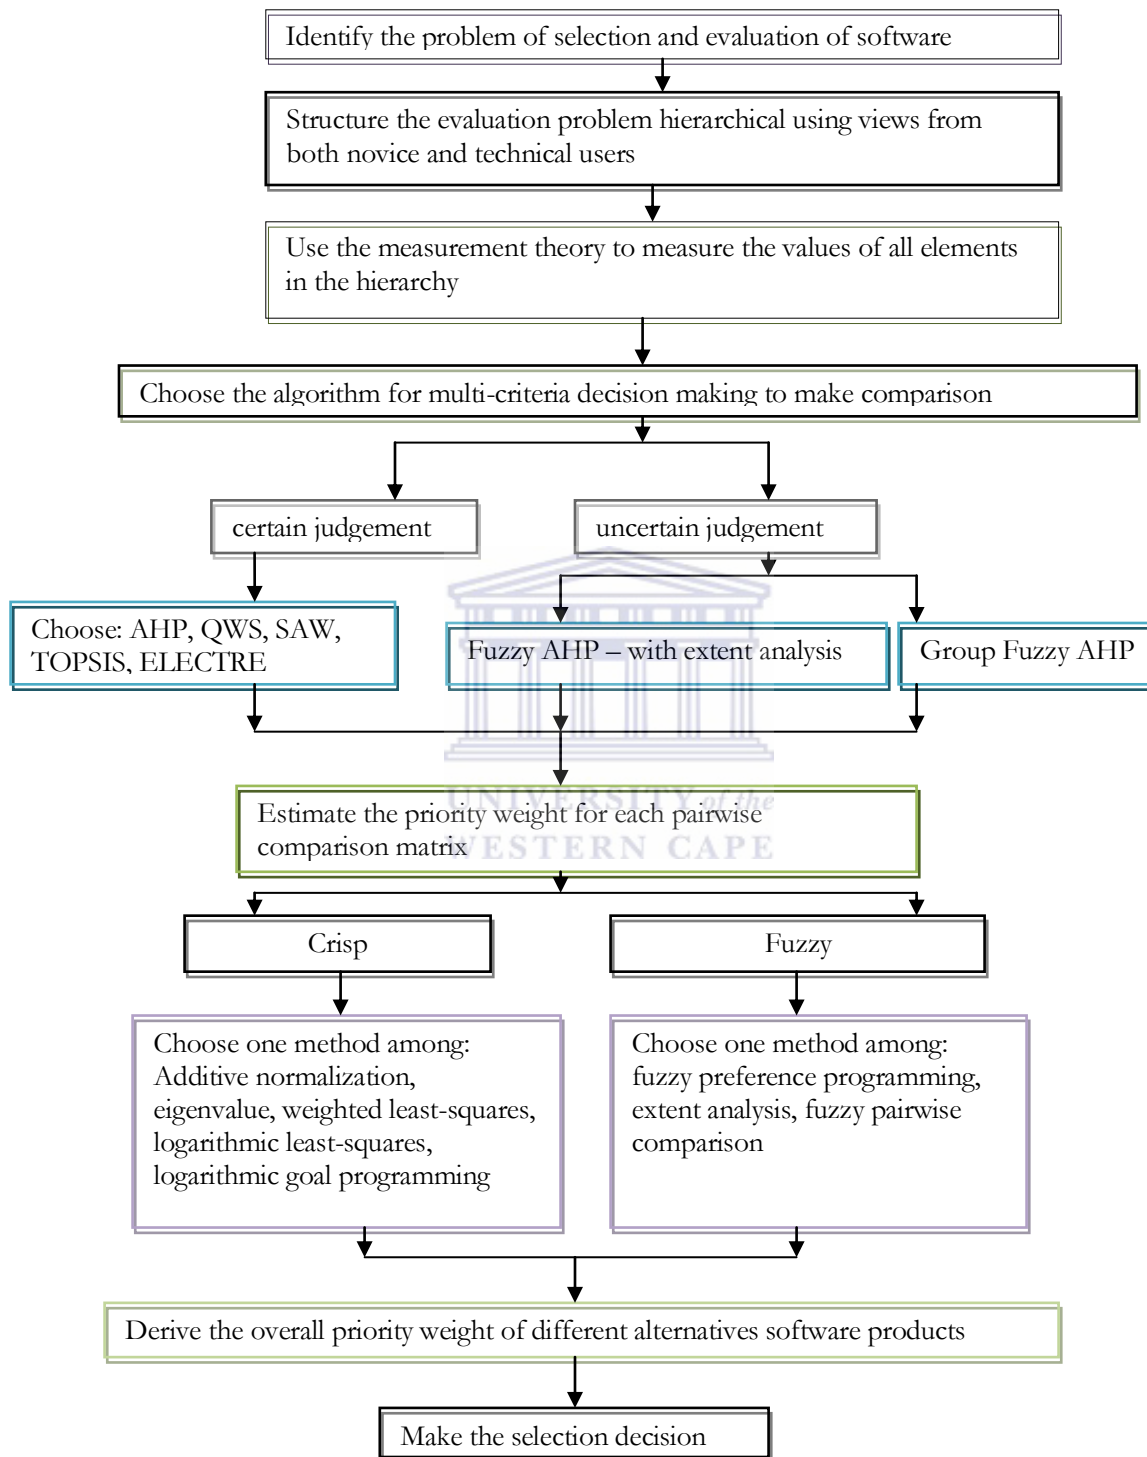 Identify the problem of selection and evaluation of software
Structure the evaluation problem hierarchical using views from
both novice and technical users
Use the measurement theory to measure the values of all elements
in the hierarchy
Choose the algorithm for multi-criteria decision making to make comparison
certain judgement
uncertain judgement
Choose: AHP, QWS, SAW,
TOPSIS, ELECTRE
Fuzzy AHP – with extent analysis
Group Fuzzy AHP
UNIVERSITY of the
WESTERN CAPE
Estimate the priority weight for each pairwise
comparison matrix
Crisp
Fuzzy
Choose one method among:
Additive normalization,
eigenvalue, weighted least-squares,
logarithmic least-squares,
logarithmic goal programming
Choose one method among:
fuzzy preference programming,
extent analysis, fuzzy pairwise
comparison
Derive the overall priority weight of different alternatives software products
Make the selection decision